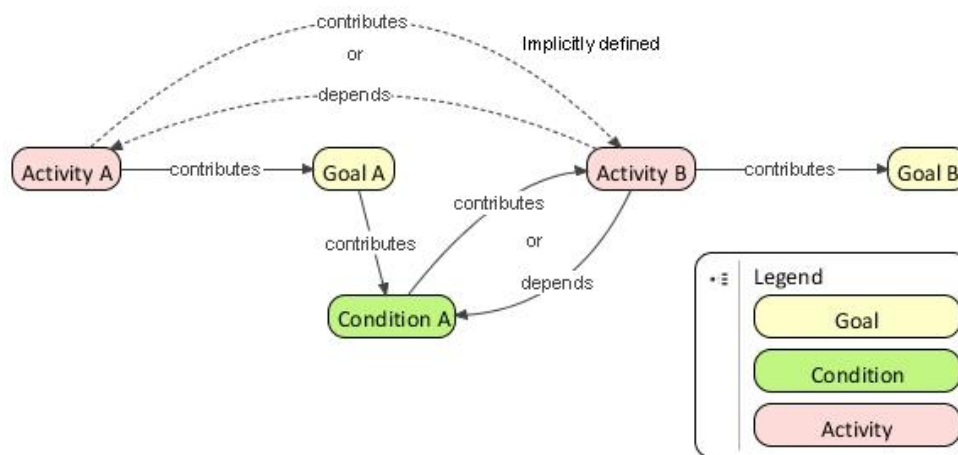 contributes
or
Implicitly defined
depends
Activity A
contributes
Goal A
Activity B
contributes
Goal B
contributes
contributes
or
depends
Condition A
Legend
Goal
Condition
Activity